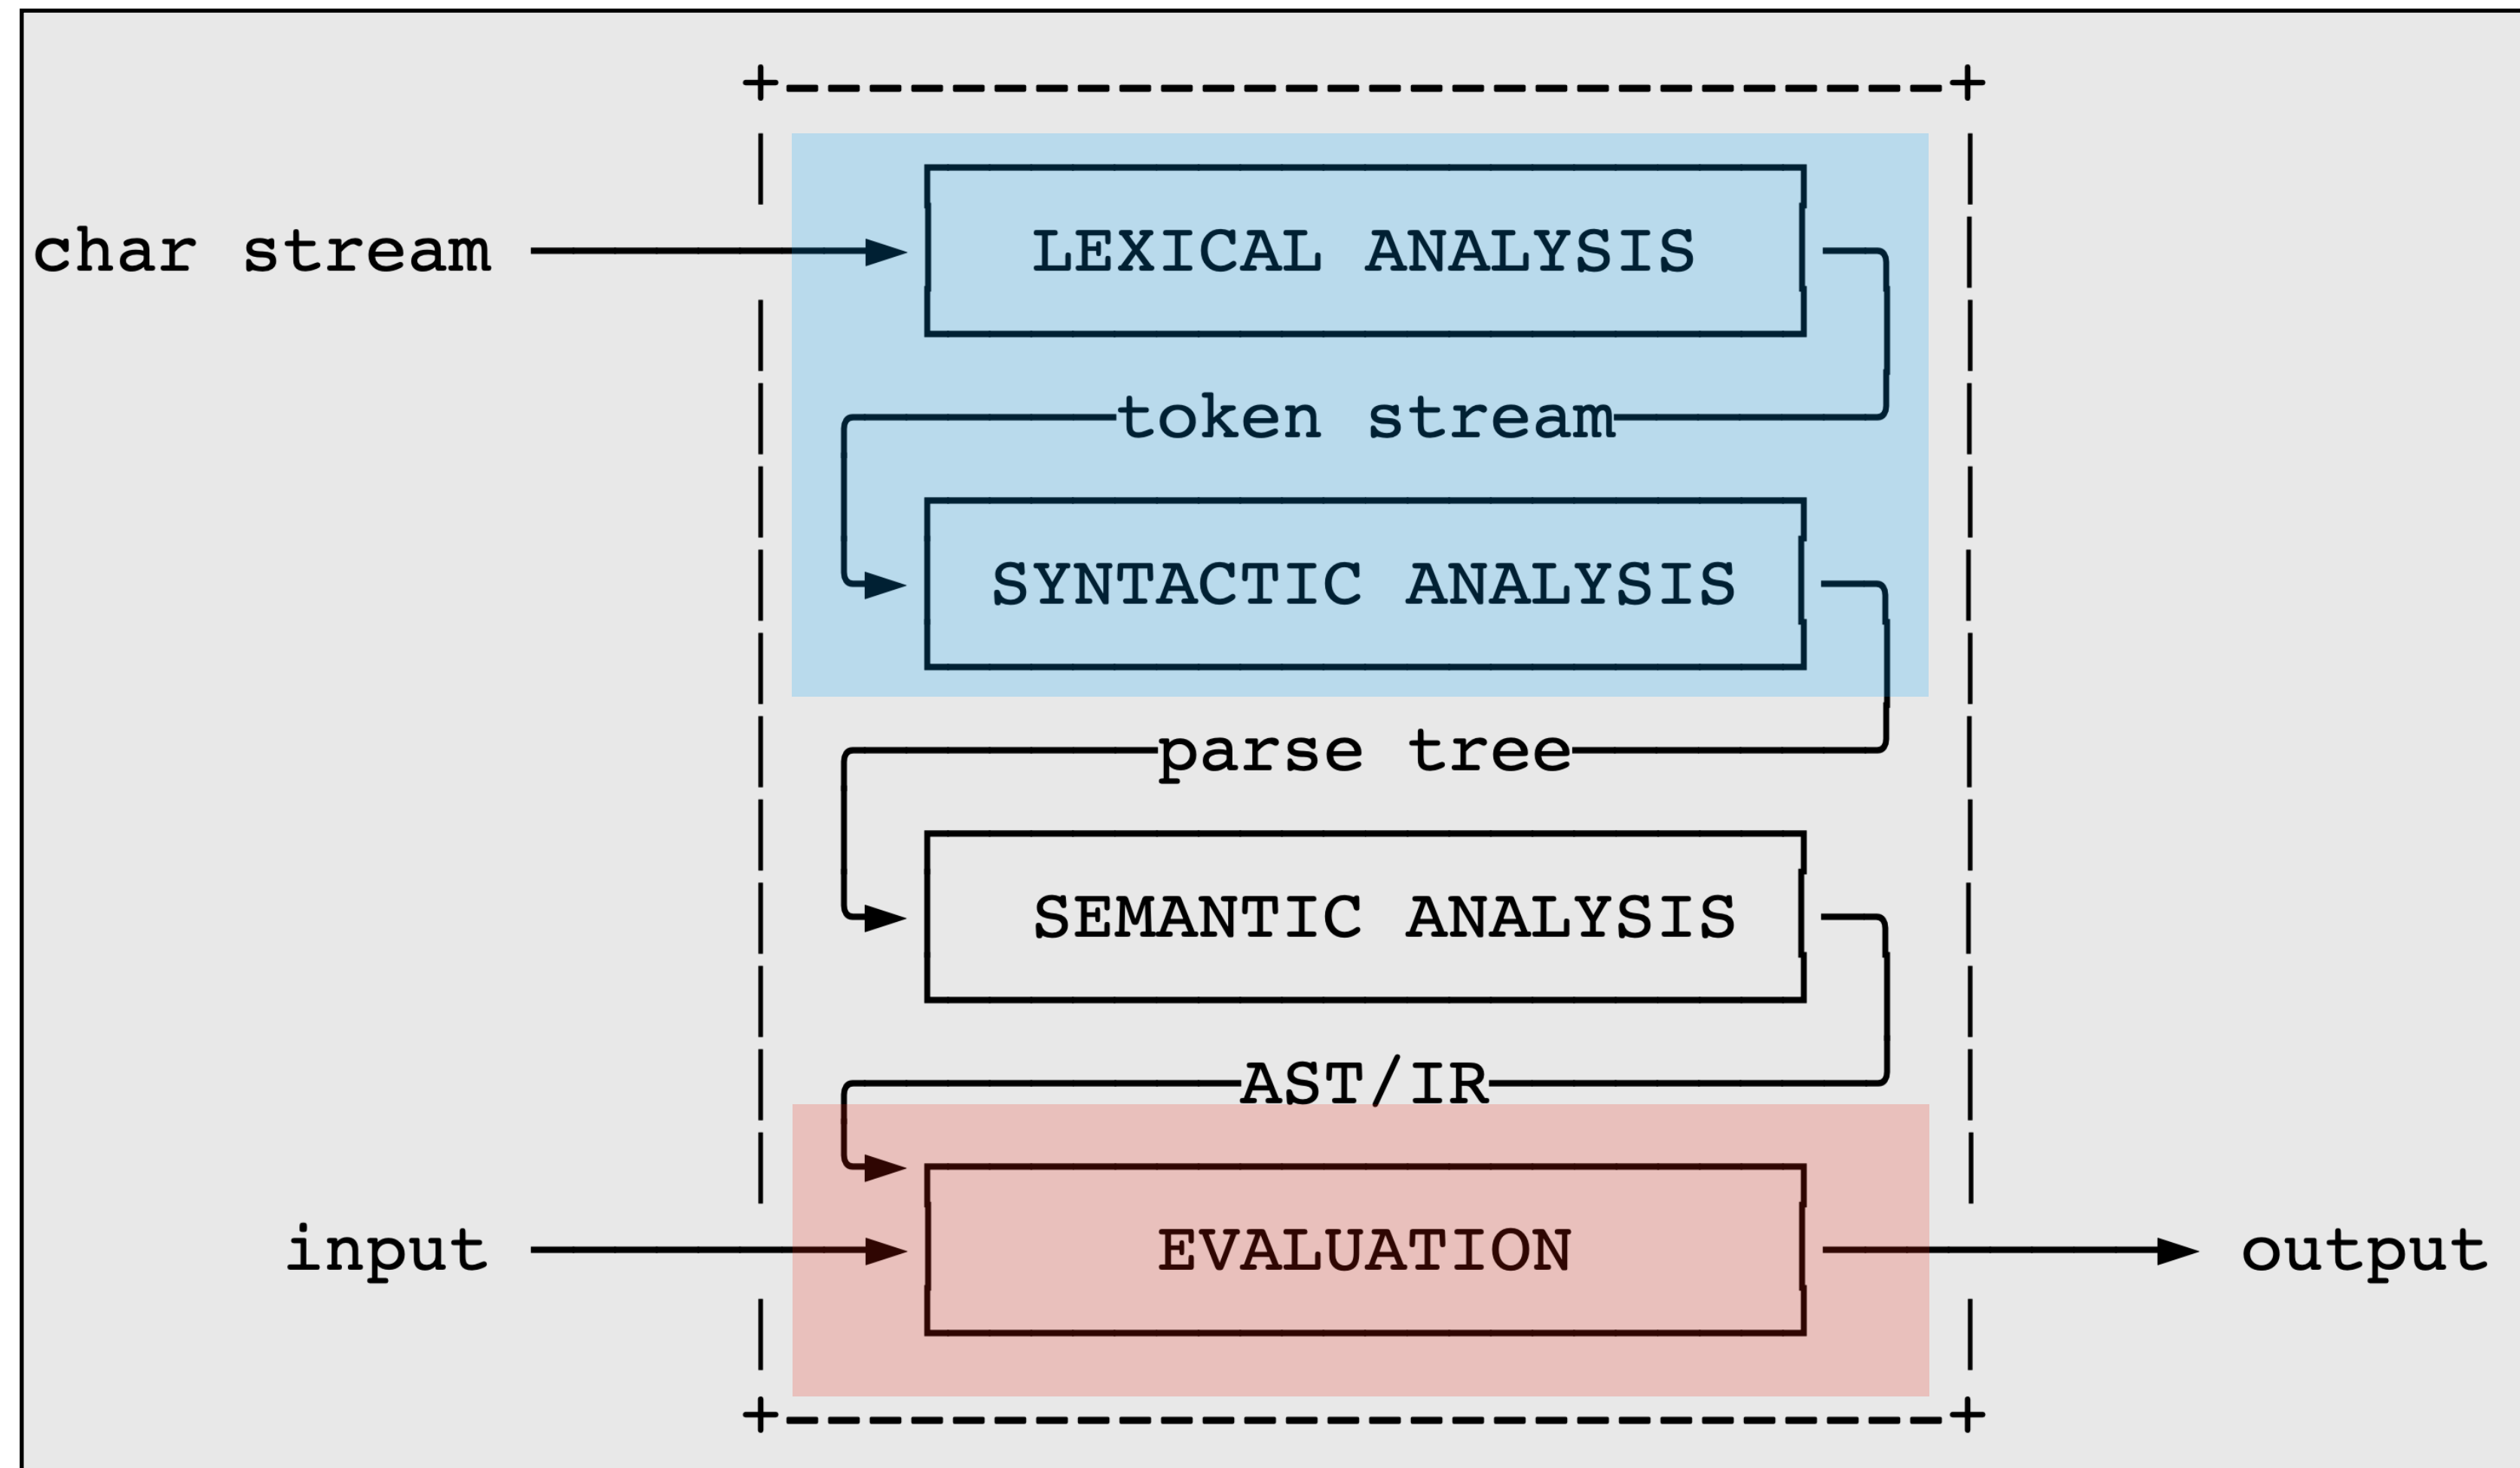 char stream
LEXICAL ANALYSIS
token stream
SYNTACTIC ANALYSIS
parse tree
SEMANTIC ANALYSIS
AST/IR
input
EVALUATION
output